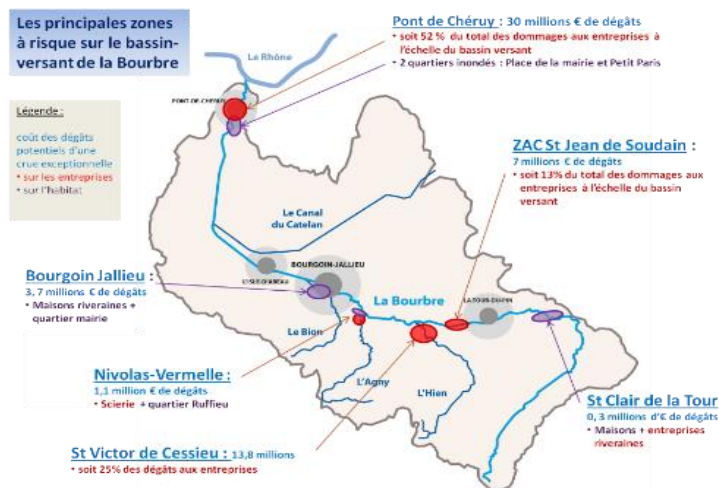 Les principales zones
à risque sur le bassin-
versant de la Bourbre
Légende :
coût des dégâts
potentiels d'une
crue exceptionnelle
• sur les entreprises
• sur l'habitat
Pont de Chéruy : 30 millions € de dégâts
• soit 52 % du total des dommages aux entreprises à
l'échelle du bassin versant
• 2 quartiers inondés : Place de la mairie et Petit Paris
Le Rhône
PONT-DE-CHERUY
ZAC St Jean de Soudain :
7 millions € de dégâts
• soit 13% du total des dommages aux
entreprises à l'échelle du bassin
versant
Le Canal
du Catelan
BOURGOIN-JALLIEU
L'ISLE-D'ABEAU
Bourgoin Jallieu :
3, 7 millions € de dégâts
• Maisons riveraines +
quartier mairie
La Bourbre
LA TOUR-DU-PIN
Le Bion
L'Agny
L'Hien
Nivolas-Vermelle :
1,1 million € de dégâts
• Scierie + quartier Ruffieu
St Clair de la Tour
0, 3 millions d'€ de dégâts
• Maisons + entreprises
riveraines
St Victor de Cessieu : 13,8 millions
• soit 25% des dégâts aux entreprises